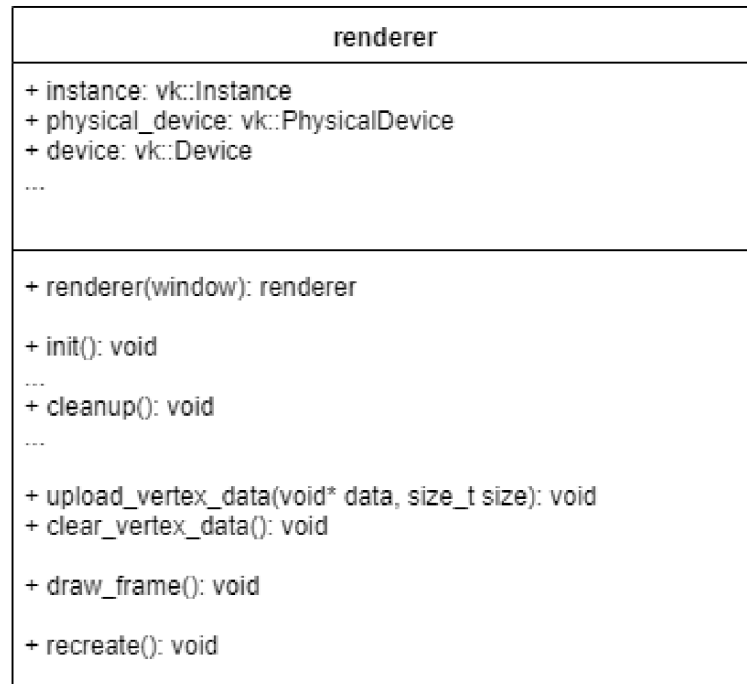 renderer
+ instance: vk::Instance
+ physical_device: vk::PhysicalDevice
+ device: vk::Device
...
+ renderer(window): renderer
+ init(): void
...
+ cleanup(): void
...
+ upload_vertex_data(void* data, size_t size): void
+ clear_vertex_data(): void
+ draw_frame(): void
+ recreate(): void